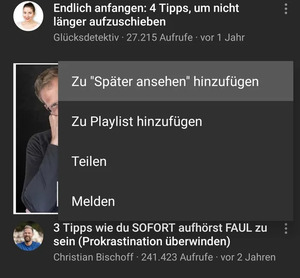 Endlich anfangen: 4 Tipps, um nicht
länger aufzuschieben
Glücksdetektiv · 27.215 Aufrufe · vor 1 Jahr
Zu "Später ansehen" hinzufügen
Zu Playlist hinzufügen
Teilen
Melden
3 Tipps wie du SOFORT aufhörst FAUL zu
sein (Prokrastination überwinden)
Christian Bischoff · 241.423 Aufrufe · vor 2 Jahren